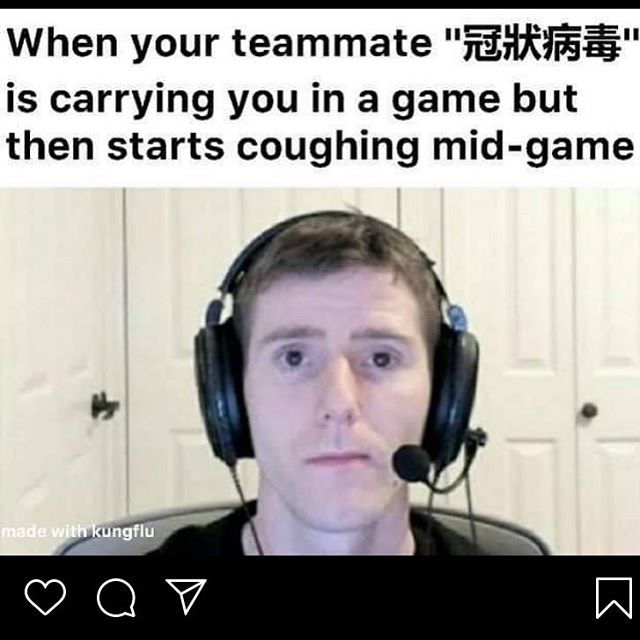 When your teammate "冠狀病毒"
is carrying you in a game but
then starts coughing mid-game
made with kungflu